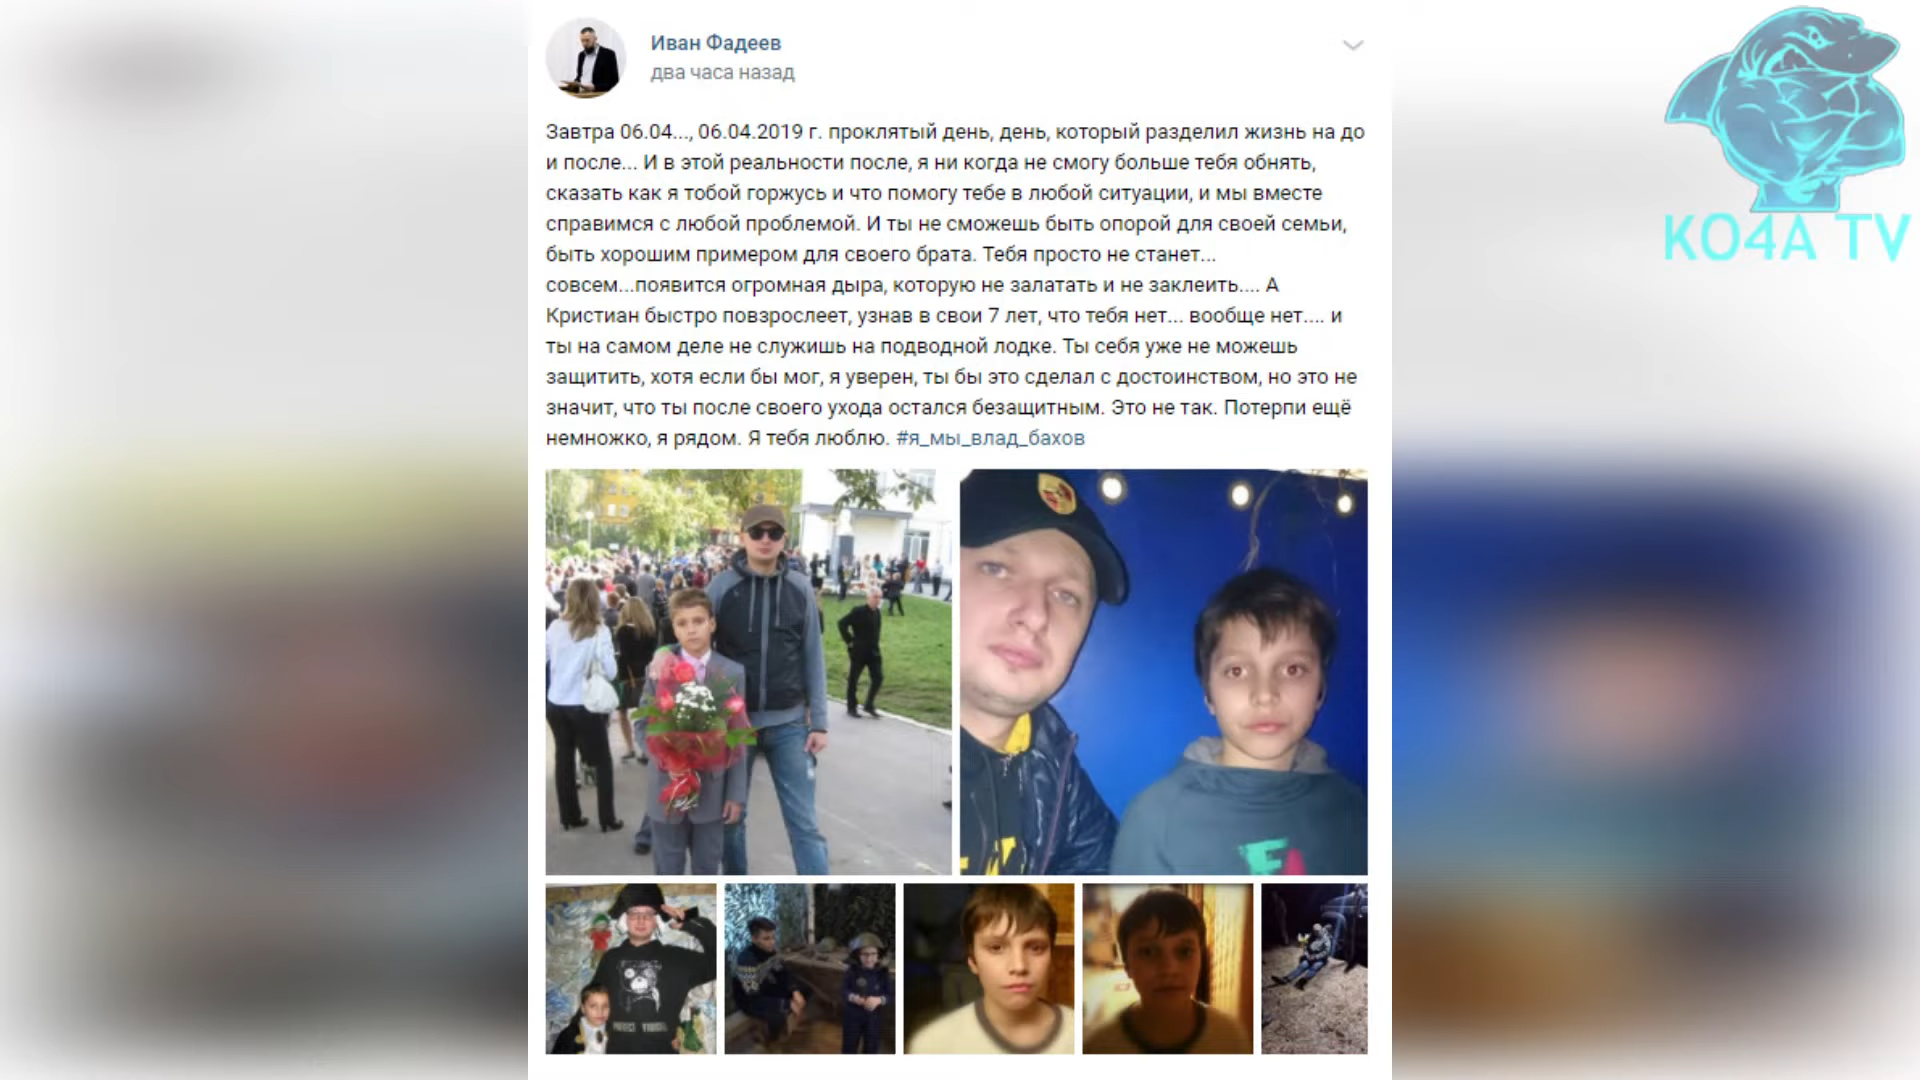 Иван Фадеев
два часа назад
Завтра 06.04..., 06.04.2019 г. проклятый день, день, который разделил жизнь на до
и после... И в этой реальности после, я ни когда не смогу больше тебя обнять,
сказать как я тобой горжусь и что помогу тебе в любой ситуации, и мы вместе
справимся с любой проблемой. И ты не сможешь быть опорой для своей семьи,
быть хорошим примером для своего брата. Тебя просто не станет...
совсем...появится огромная дыра, которую не залатать и не заклеить.... А
Кристиан быстро повзрослеет, узнав в свои 7 лет, что тебя нет... вообще нет.... и
ты на самом деле не служишь на подводной лодке. Ты себя уже не можешь
защитить, хотя если бы мог, я уверен, ты бы это сделал с достоинством, но это не
значит, что ты после своего ухода остался безащитным. Это не так. Потерпи ещё
немножко, я рядом. Я тебя люблю. #я_мы_влад_бахов
KO4A TV